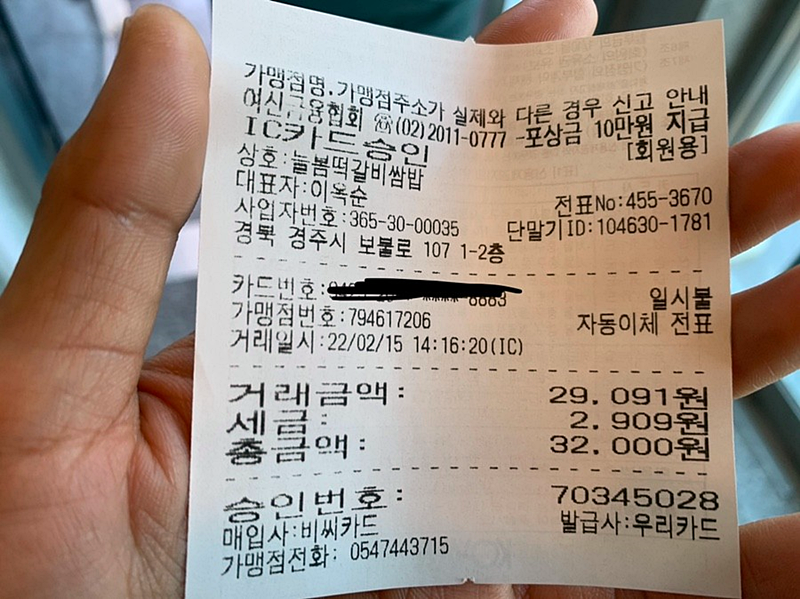 가맹점명.가맹점주소가 실제와 다른 경우 신고 안내
여신금융협회 ☏(02)2011-0777 -포상금 10만원 지급
IC카드승인 [회원용]
상호:늘봄떡갈비쌈밥
대표자:이옥순 전표No:455-3670
사업자번호:365-30-00035 단말기ID:104630-1781
경북 경주시 보불로 107 1-2층
카드번호: 8883 일시불
가맹점번호:794617206 자동이체 전표
거래일시:22/02/15 14:16:20(IC)
거래금액: 29.091원
세금: 2.909원
총금액: 32.000원
승인번호: 70345028
매입사:비씨카드 발급사:우리카드
가맹점전화: 0547443715